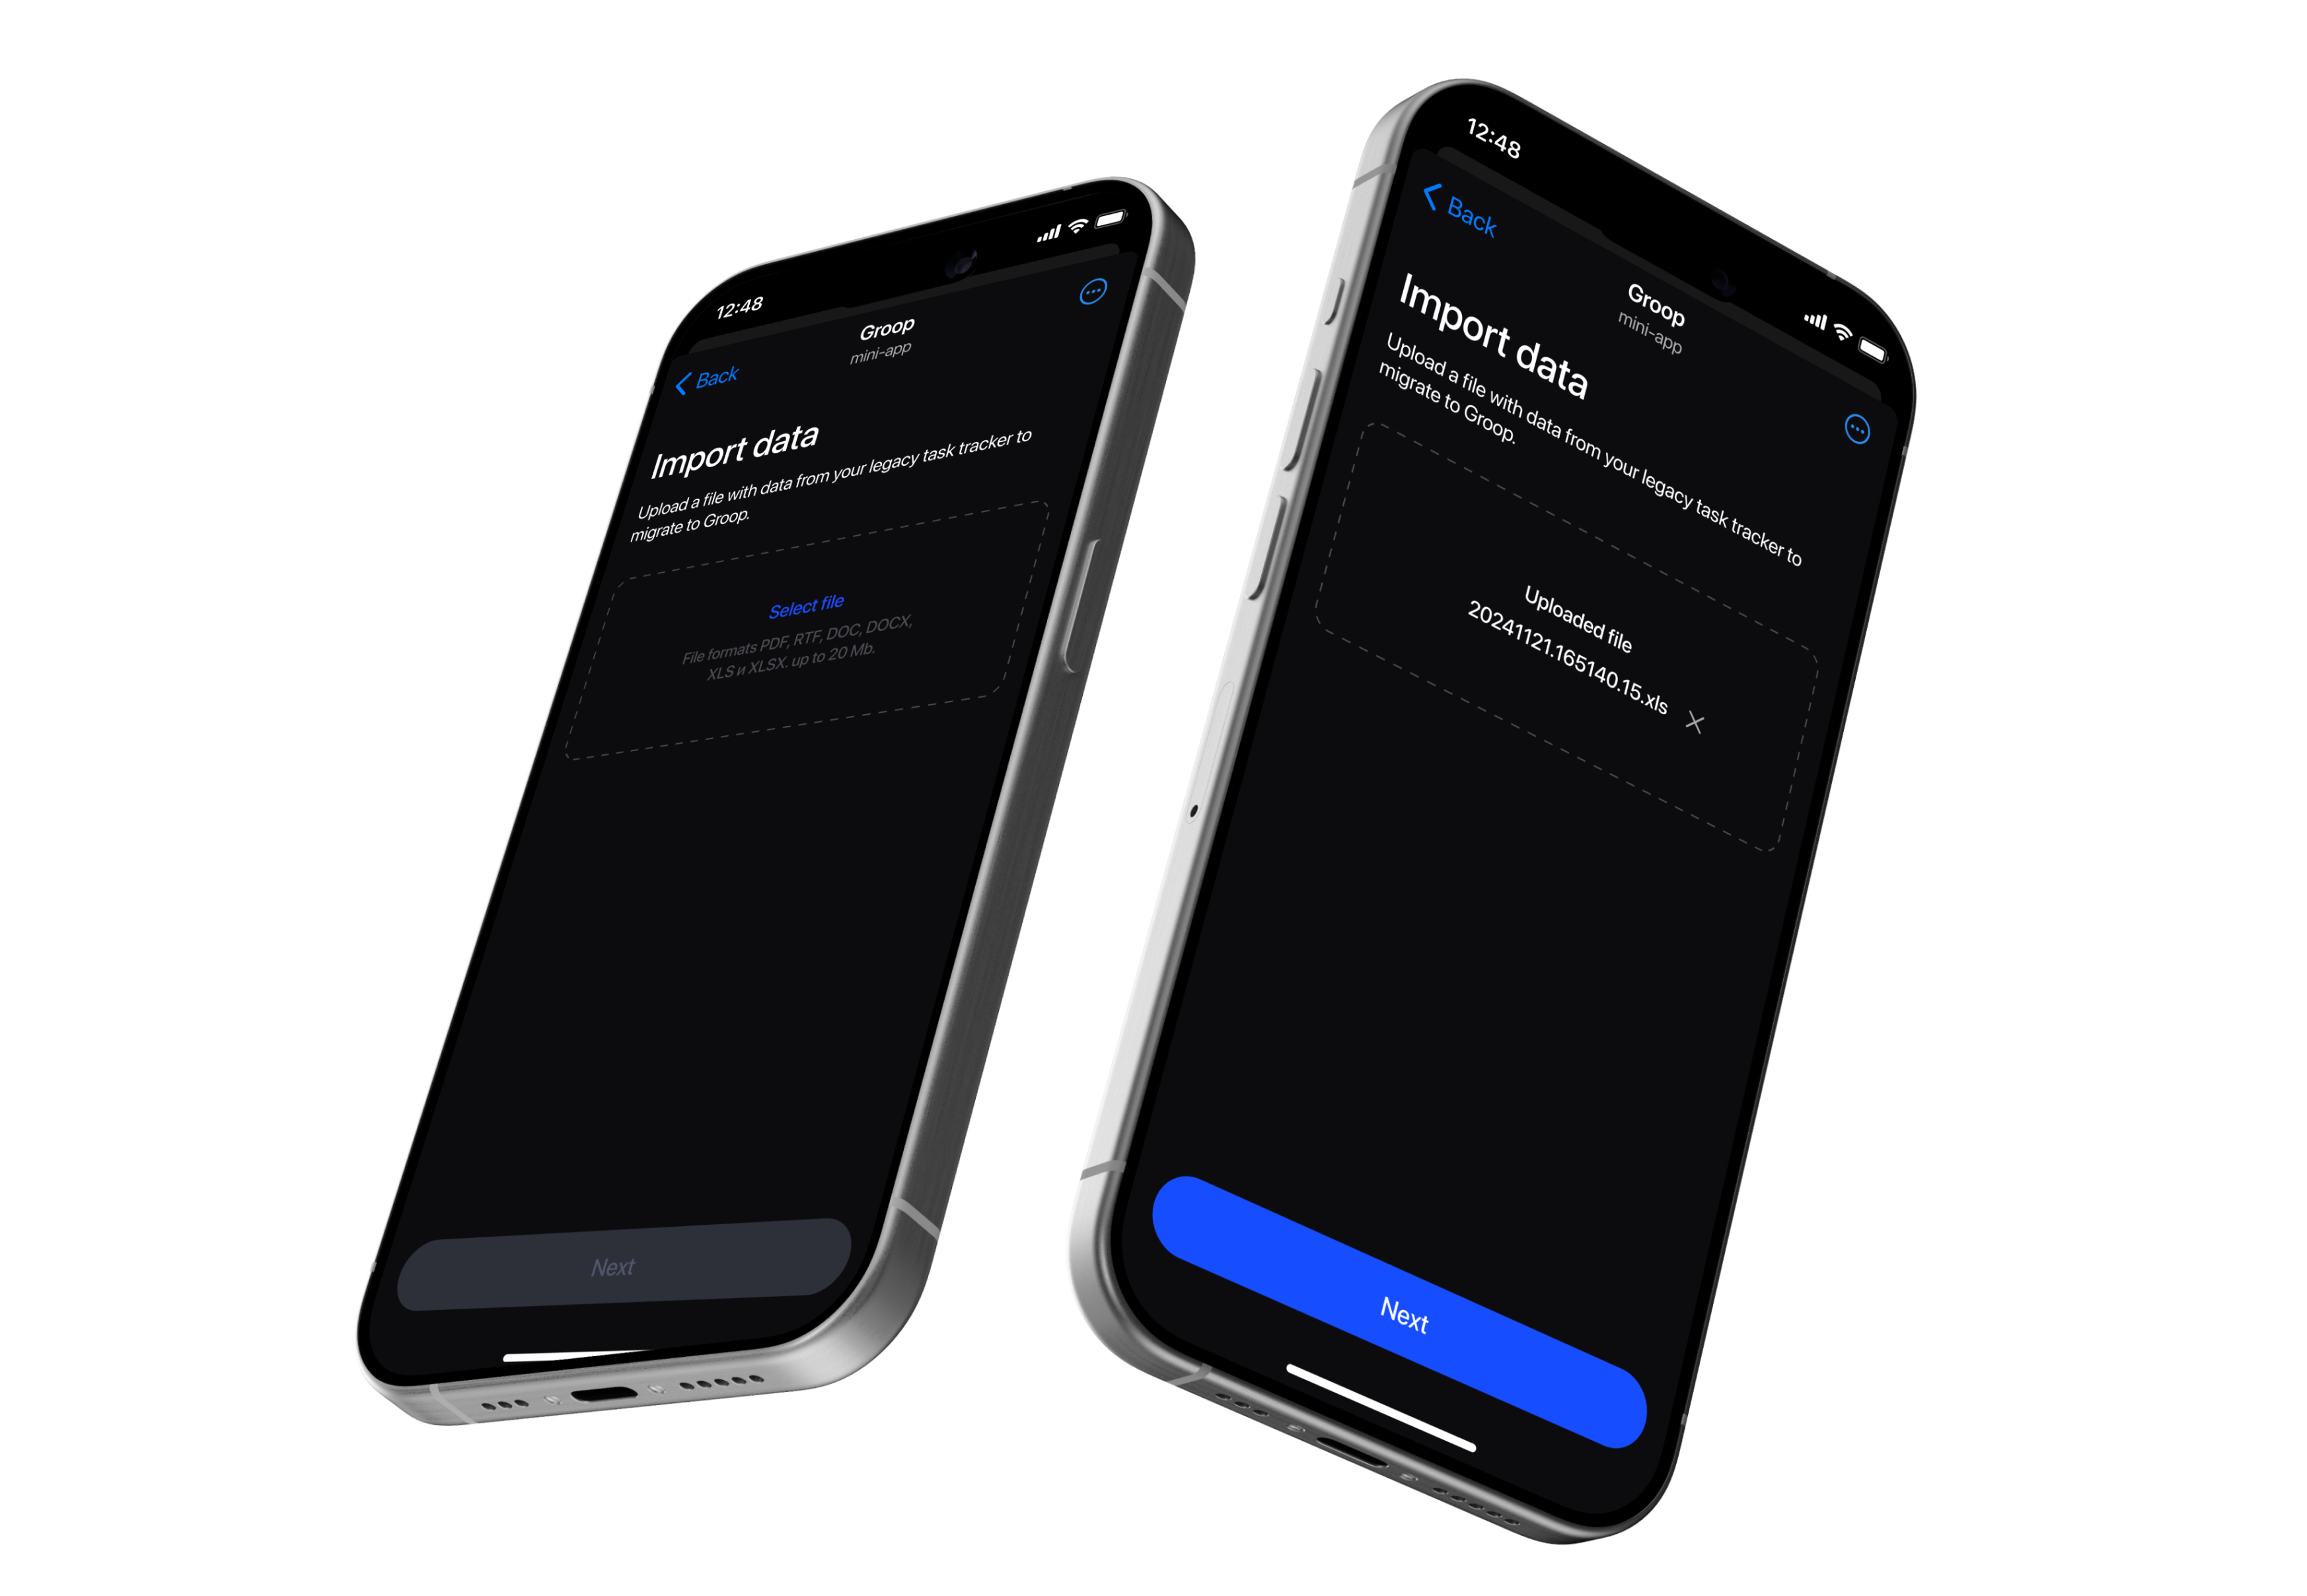 12:48
Back
Groop
mini-app
Import data
Upload a file with data from your legacy task tracker to
migrate to Groop.
Select file
File formats PDF, RTF, DOC, DOCX,
XLS и XLSX. up to 20 Mb.
Next
12:48
Back
Groop
mini-app
Import data
Upload a file with data from your legacy task tracker to
migrate to Groop.
Uploaded file
20241121.165140.15.xls
Next